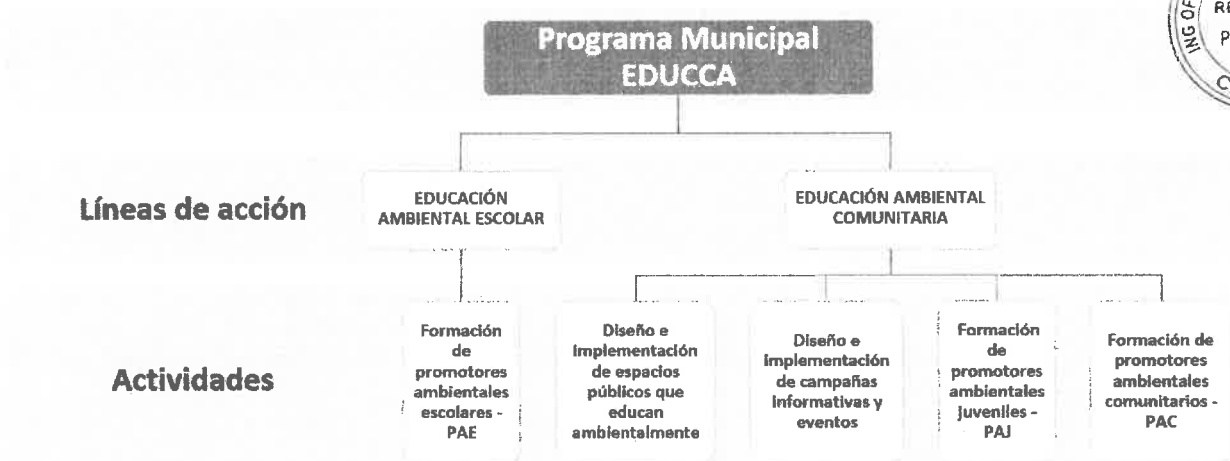 Programa Municipal
EDUCCA
Líneas de acción
EDUCACIÓN
AMBIENTAL ESCOLAR
EDUCACIÓN AMBIENTAL
COMUNITARIA
Actividades
Formación
de
promotores
ambientales
escolares -
PAE
Diseño e
implementación
de espacios
públicos que
educan
ambientalmente
Diseño e
implementación
de campañas
informativas y
eventos
Formación
de
promotores
ambientales
juveniles -
PAJ
Formación de
promotores
ambientales
comunitarios -
PAC